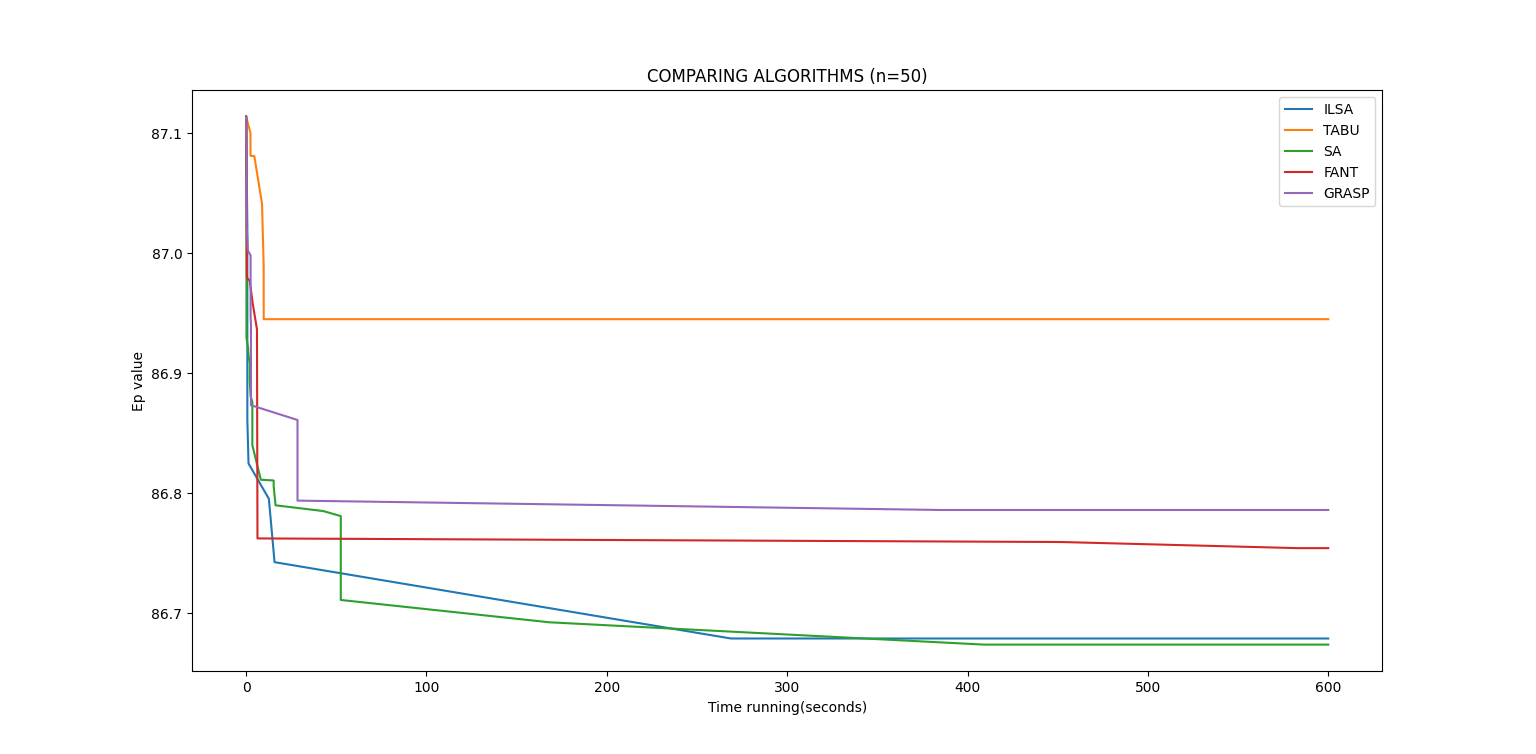 COMPARING ALGORITHMS (n=50)
ILSA
TABU
SA
FANT
GRASP
Ep value
87.1
87.0
86.9
86.8
86.7
0 100 200 300 400 500 600
Time running(seconds)